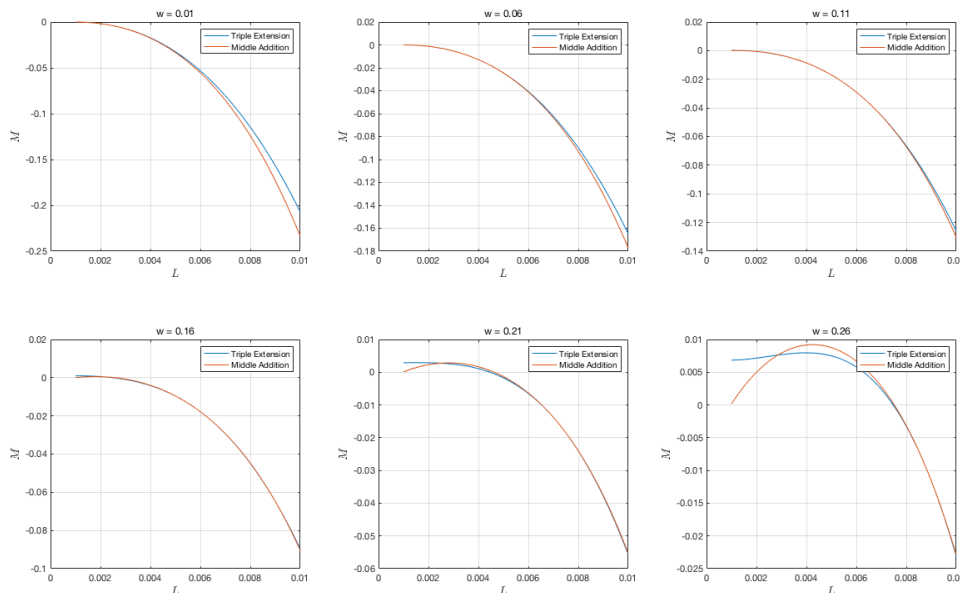 w = 0.01
Triple Extension
Middle Addition
M
0
-0.05
-0.1
-0.15
-0.2
-0.25
0 0.002 0.004 0.006 0.008 0.01
L
w = 0.06
Triple Extension
Middle Addition
M
0.02
0
-0.02
-0.04
-0.06
-0.08
-0.1
-0.12
-0.14
-0.16
-0.18
0 0.002 0.004 0.006 0.008 0.01
L
w = 0.11
Triple Extension
Middle Addition
M
0.02
0
-0.02
-0.04
-0.06
-0.08
-0.1
-0.12
-0.14
0 0.002 0.004 0.006 0.008 0.0
L
w = 0.16
Triple Extension
Middle Addition
M
0.02
0
-0.02
-0.04
-0.06
-0.08
-0.1
0 0.002 0.004 0.006 0.008 0.01
L
w = 0.21
Triple Extension
Middle Addition
M
0.01
0
-0.01
-0.02
-0.03
-0.04
-0.05
-0.06
0 0.002 0.004 0.006 0.008 0.01
L
w = 0.26
Triple Extension
Middle Addition
M
0.01
0.005
0
-0.005
-0.01
-0.015
-0.02
-0.025
0 0.002 0.004 0.006 0.008 0.0
L